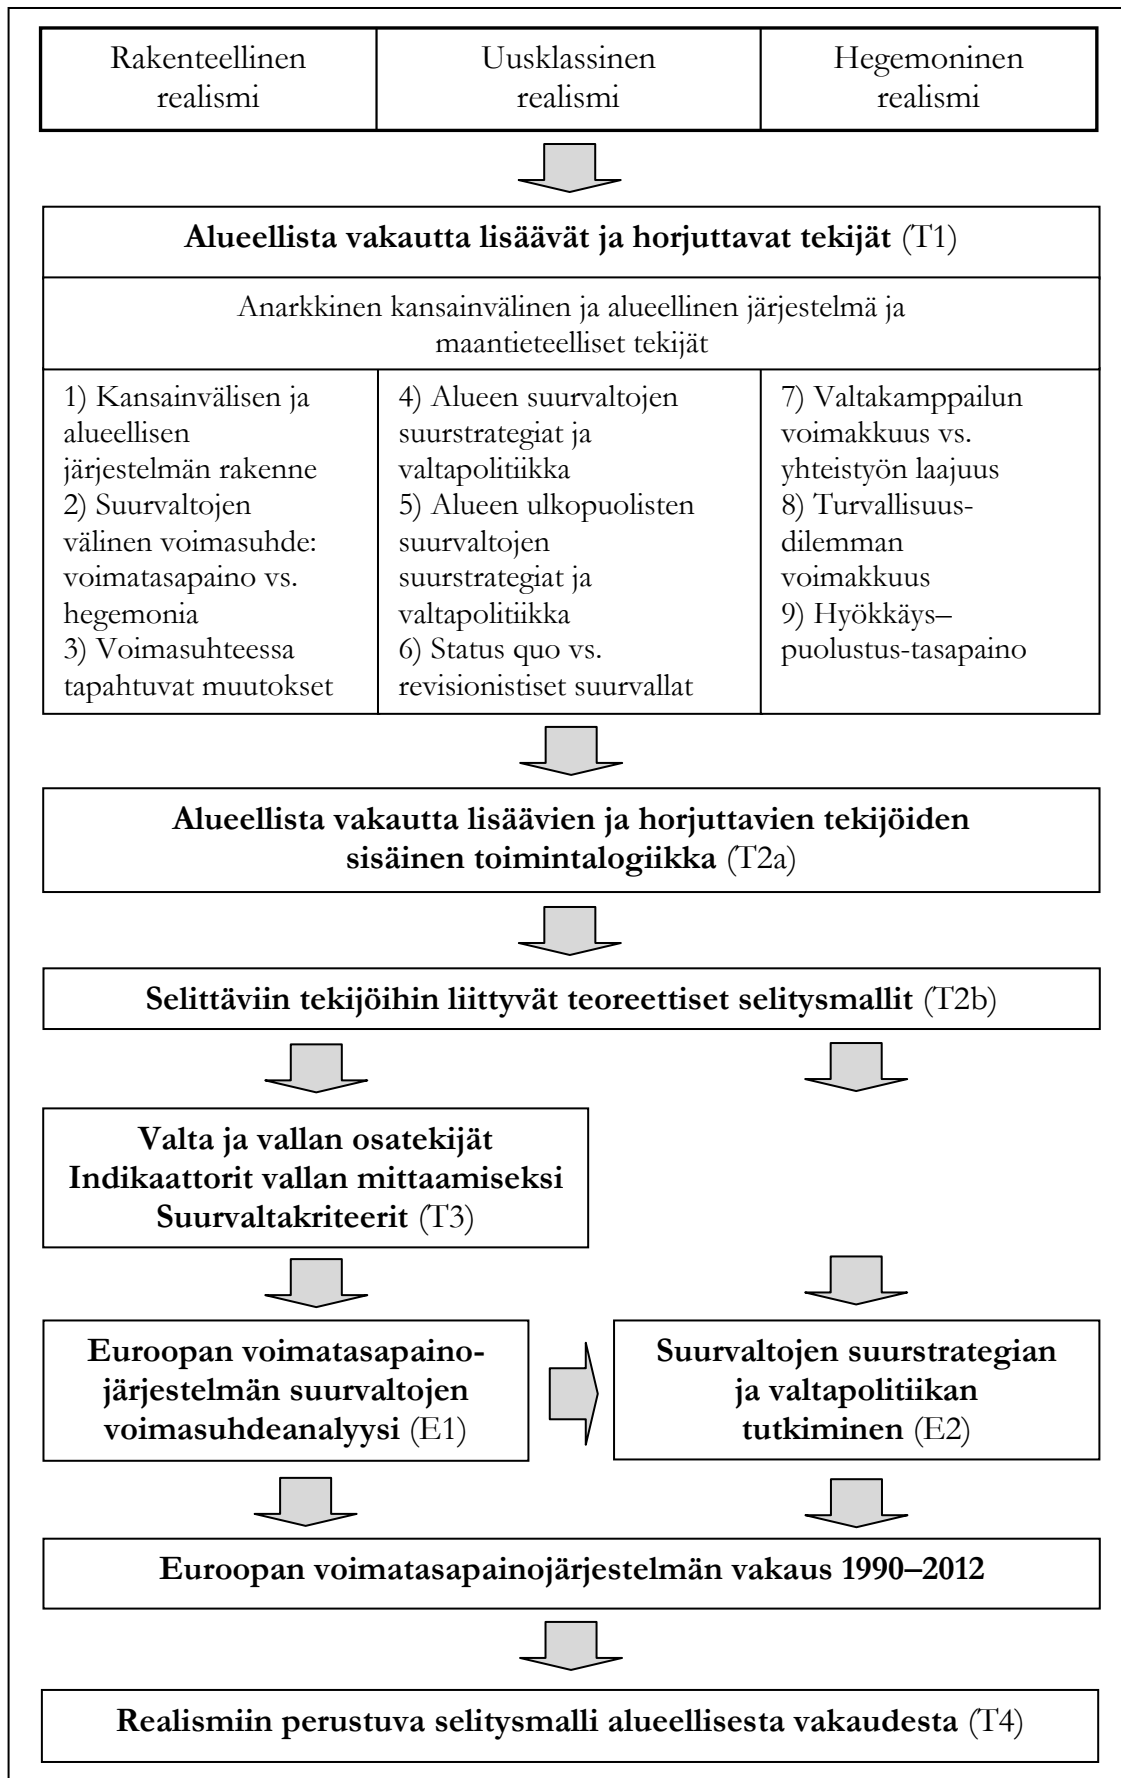 Rakenteellinen
realismi
Uusklassinen
realismi
Hegemoninen
realismi
Alueellista vakautta lisäävät ja horjuttavat tekijät (T1)
Anarkkinen kansainvälinen ja alueellinen järjestelmä ja
maantieteelliset tekijät
1) Kansainvälisen ja
alueellisen
järjestelmän rakenne
2) Suurvaltojen
välinen voimasuhde:
voimatasapaino vs.
hegemonia
3) Voimasuhteessa
tapahtuvat muutokset
4) Alueen suurvaltojen
suurstrategiat ja
valtapolitiikka
5) Alueen ulkopuolisten
suurvaltojen
suurstrategiat ja
valtapolitiikka
6) Status quo vs.
revisionistiset suurvallat
7) Valtakamppailun
voimakkuus vs.
yhteistyön laajuus
8) Turvallisuus-
dilemman
voimakkuus
9) Hyökkäys–
puolustus-tasapaino
Alueellista vakautta lisäävien ja horjuttavien tekijöiden
sisäinen toimintalogiikka (T2a)
Selittäviin tekijöihin liittyvät teoreettiset selitysmallit (T2b)
Valta ja vallan osatekijät
Indikaattorit vallan mittaamiseksi
Suurvaltakriteerit (T3)
Euroopan voimatasapaino-
järjestelmän suurvaltojen
voimasuhdeanalyysi (E1)
Suurvaltojen suurstrategian
ja valtapolitiikan
tutkiminen (E2)
Euroopan voimatasapainojärjestelmän vakaus 1990–2012
Realismiin perustuva selitysmalli alueellisesta vakaudesta (T4)